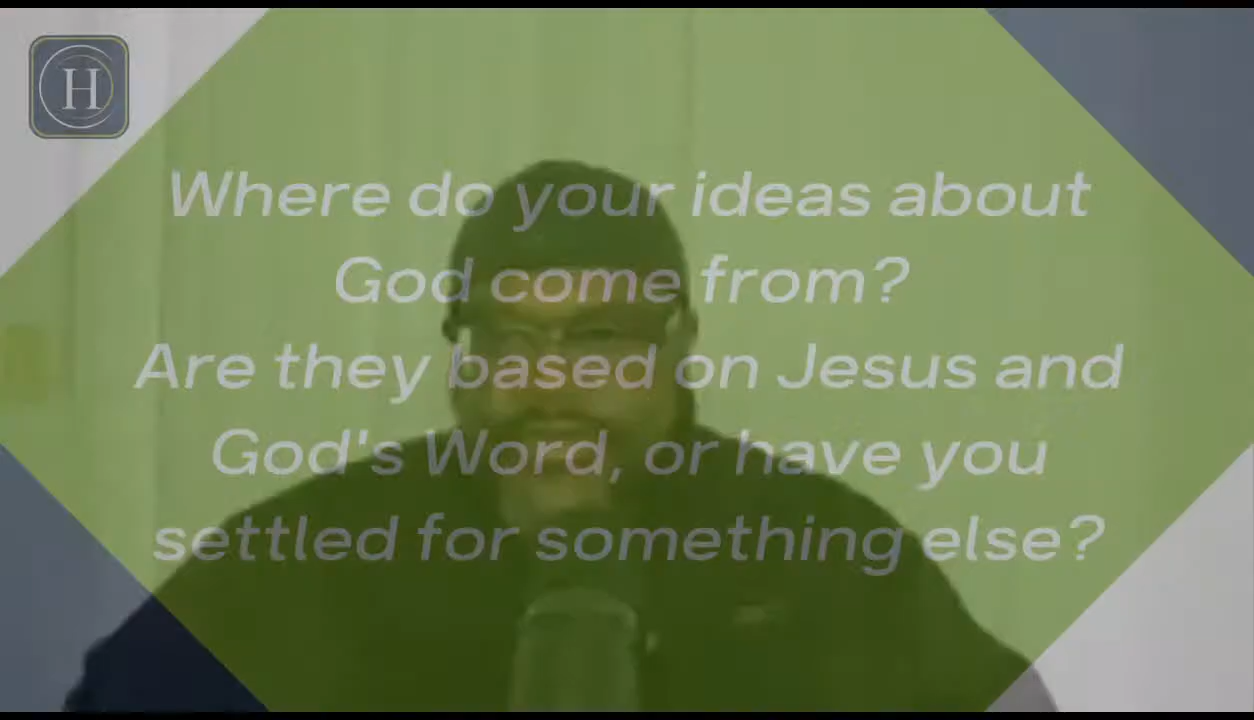 H
Where do your ideas about
God come from?
Are they based on Jesus and
God's Word, or have you
settled for something else?